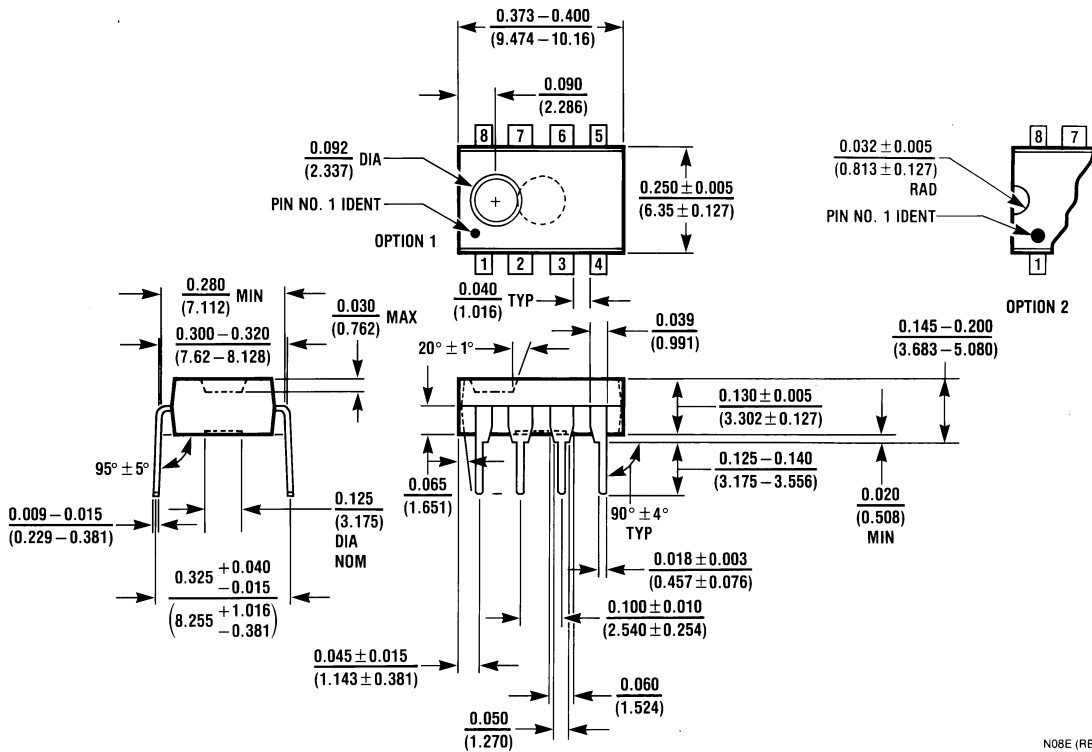 0.373 – 0.400
(9.474 – 10.16)
0.090
(2.286)
8 7 6 5
0.092 DIA
(2.337)
PIN NO. 1 IDENT
OPTION 1
1 2 3 4
0.250 ± 0.005
(6.35 ± 0.127)
8 7
0.032 ± 0.005
(0.813 ± 0.127)
RAD
PIN NO. 1 IDENT
1
OPTION 2
0.280 MIN
(7.112)
0.300 – 0.320
(7.62 – 8.128)
0.030 MAX
(0.762)
0.040 TYP
(1.016)
0.039
(0.991)
0.145 – 0.200
(3.683 – 5.080)
20° ± 1°
0.130 ± 0.005
(3.302 ± 0.127)
95° ± 5°
0.065
(1.651)
0.125 – 0.140
(3.175 – 3.556)
90° ± 4°
TYP
0.020
(0.508)
MIN
0.009 – 0.015
(0.229 – 0.381)
0.125
(3.175)
DIA
NOM
0.018 ± 0.003
(0.457 ± 0.076)
0.325 +0.040
–0.015
(8.255 +1.016
–0.381)
0.100 ± 0.010
(2.540 ± 0.254)
0.045 ± 0.015
(1.143 ± 0.381)
0.060
(1.524)
0.050
(1.270)
N08E (RE